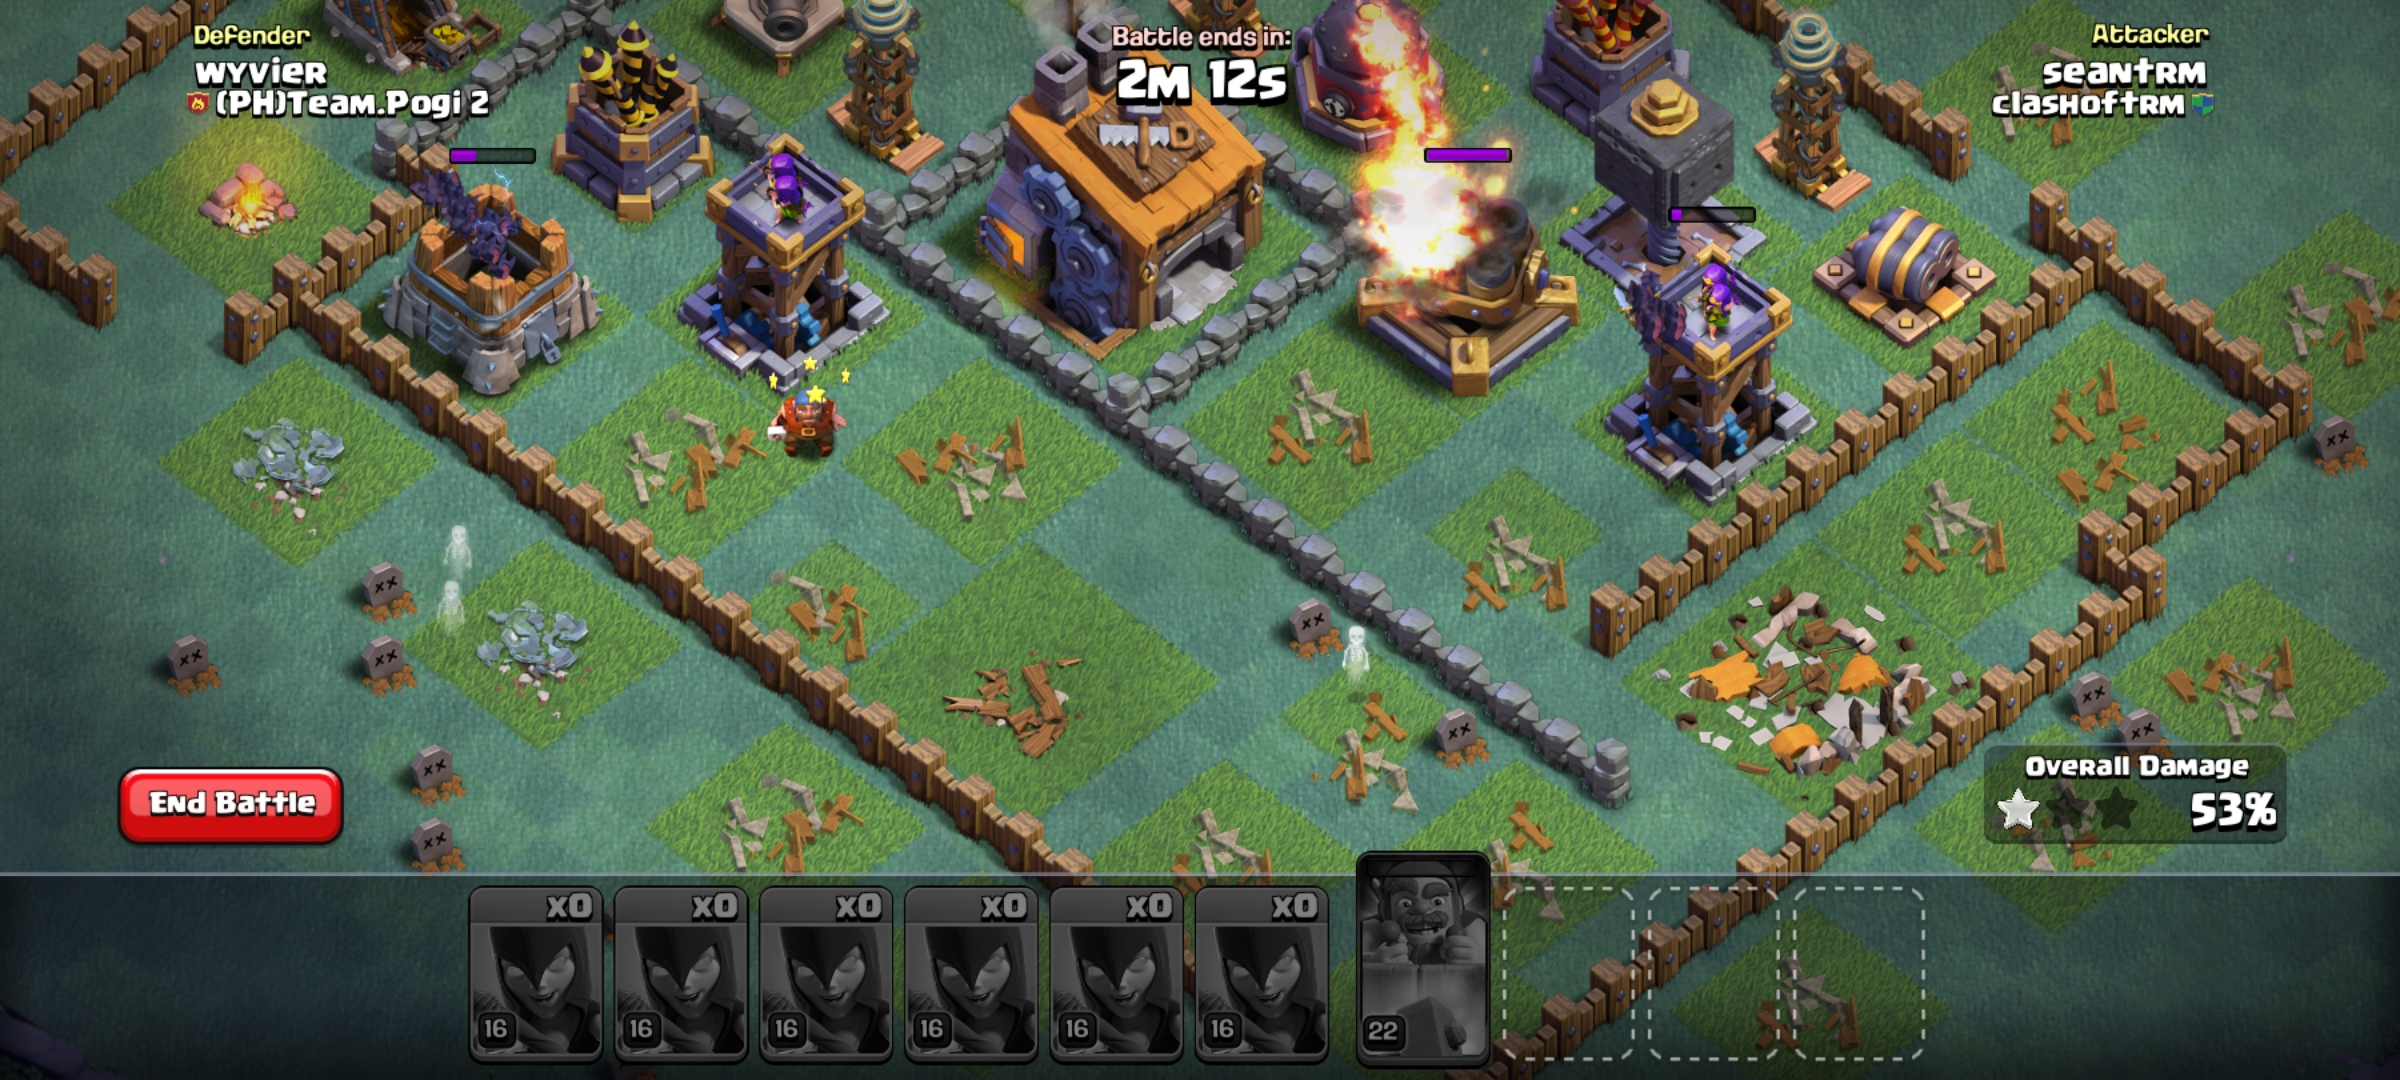 Defender
wyvier
(PH)Team.Pogi 2
Battle ends in:
2M 12s
Attacker
seantRM
clashoftRM
End Battle
Overall Damage
53%
x0
x0
x0
x0
x0
x0
16
16
16
16
16
16
22